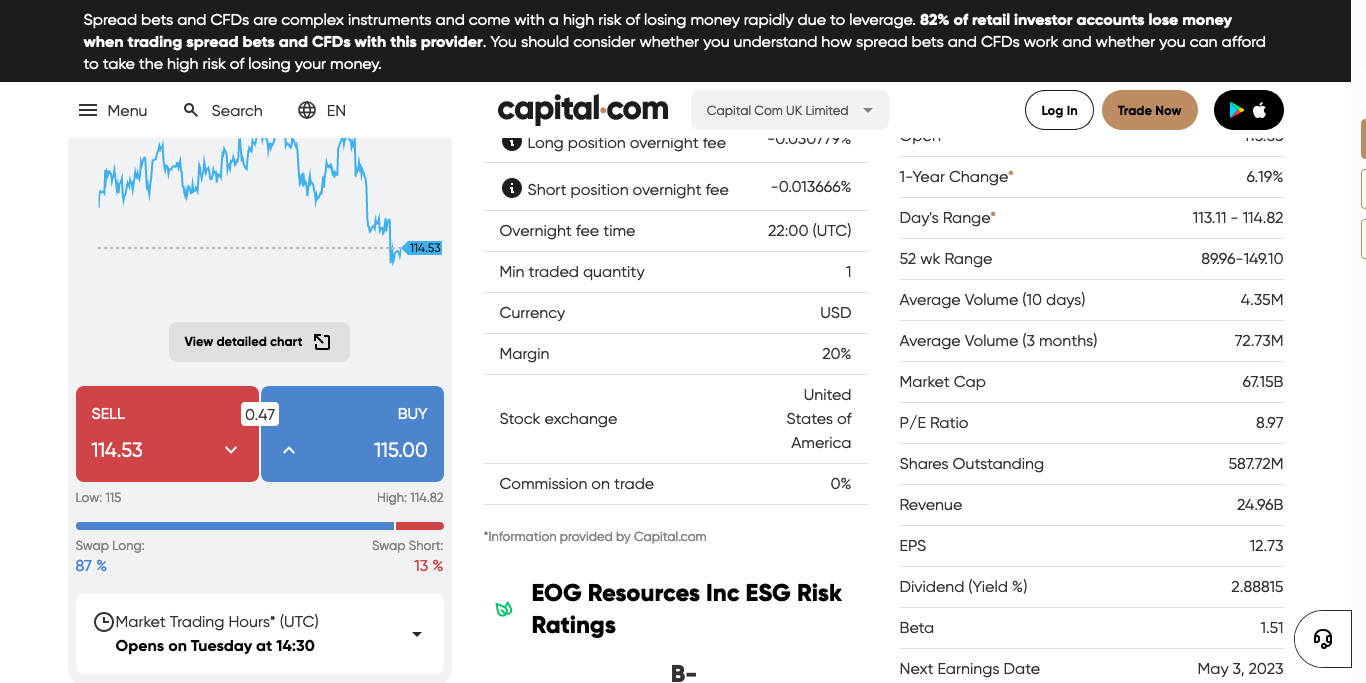 Spread bets and CFDs are complex instruments and come with a high risk of losing money rapidly due to leverage. 82% of retail investor accounts lose money
when trading spread bets and CFDs with this provider. You should consider whether you understand how spread bets and CFDs work and whether you can afford
to take the high risk of losing your money.
Menu
Search
EN
capital.com
Capital Com UK Limited
Log In
Trade Now
114.53
View detailed chart
SELL
114.53
0.47
BUY
115.00
Low: 115
High: 114.82
Swap Long:
Swap Short:
87 %
13 %
Market Trading Hours* (UTC)
Opens on Tuesday at 14:30
Long position overnight fee -0.030779%
Short position overnight fee -0.013666%
Overnight fee time 22:00 (UTC)
Min traded quantity 1
Currency USD
Margin 20%
Stock exchange United
States of
America
Commission on trade 0%
*Information provided by Capital.com
EOG Resources Inc ESG Risk
Ratings
B-
Open
1-Year Change* 6.19%
Day's Range* 113.11 - 114.82
52 wk Range 89.96-149.10
Average Volume (10 days) 4.35M
Average Volume (3 months) 72.73M
Market Cap 67.15B
P/E Ratio 8.97
Shares Outstanding 587.72M
Revenue 24.96B
EPS 12.73
Dividend (Yield %) 2.88815
Beta 1.51
Next Earnings Date May 3, 2023